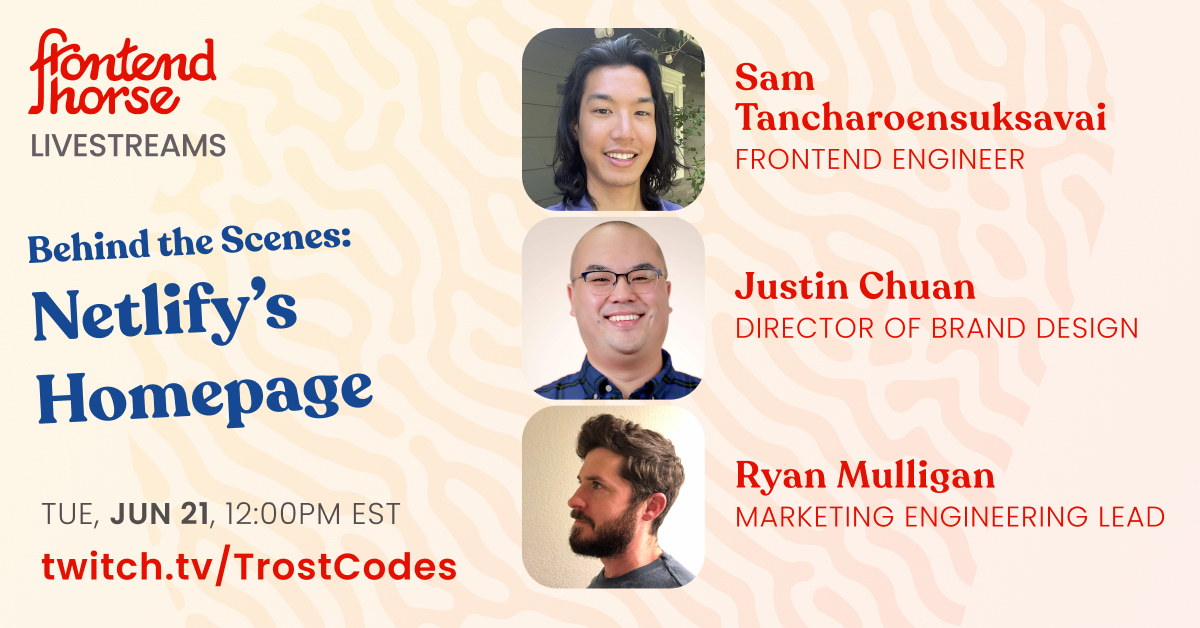 frontend
horse
LIVESTREAMS
Behind the Scenes:
Netlify’s
Homepage
TUE, JUN 21, 12:00PM EST
twitch.tv/TrostCodes
Sam
Tancharoensuksavai
FRONTEND ENGINEER
Justin Chuan
DIRECTOR OF BRAND DESIGN
Ryan Mulligan
MARKETING ENGINEERING LEAD